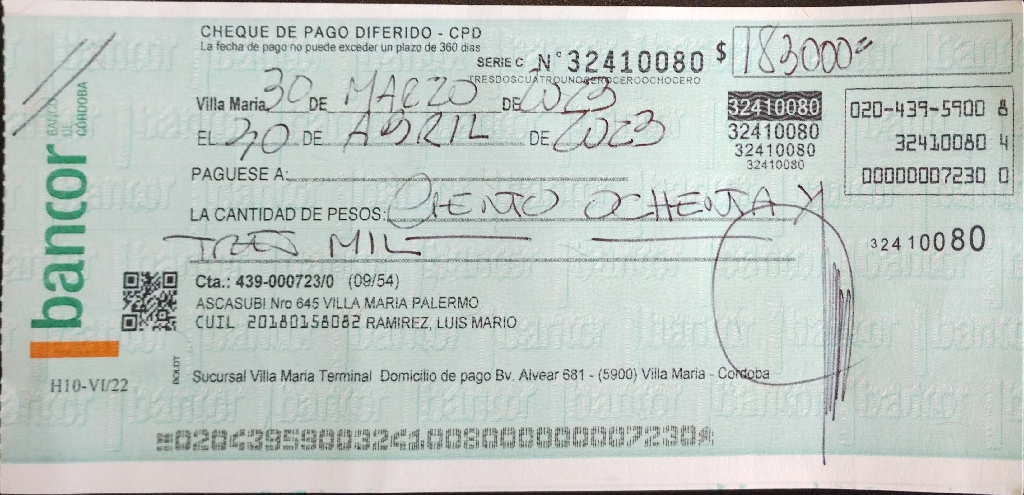 CHEQUE DE PAGO DIFERIDO - CPD
La fecha de pago no puede exceder un plazo de 360 días
SERIE C N° 32410080 $ 183000=
TRESDOSCUATROUNOCEROCEROOCHOCERO
Villa Maria, 30 DE MARZO DE 2023
EL 30 DE ABRIL DE 2023
32410080
32410080
32410080
32410080
020-439-5900 8
32410080 4
00000007230 0
PAGUESE A:
LA CANTIDAD DE PESOS: CIENTO OCHENTA Y
TRES MIL
32410080
bancor
BANCO DE CÓRDOBA
Cta.: 439-000723/0 (09/54)
ASCASUBI Nro 645 VILLA MARIA PALERMO
CUIL 20180158082 RAMIREZ, LUIS MARIO
BOLDT
H10-VI/22
Sucursal Villa Maria Terminal Domicilio de pago Bv. Alvear 681 - (5900) Villa Maria - Cordoba